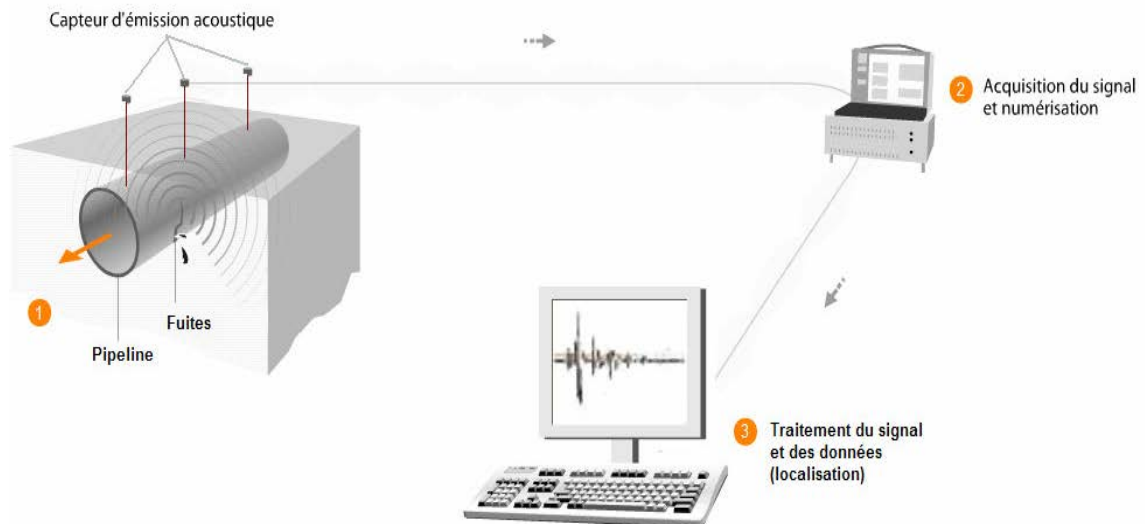 Capteur d'émission acoustique
2
Acquisition du signal
et numérisation
1
Fuites
Pipeline
3
Traitement du signal
et des données
(localisation)